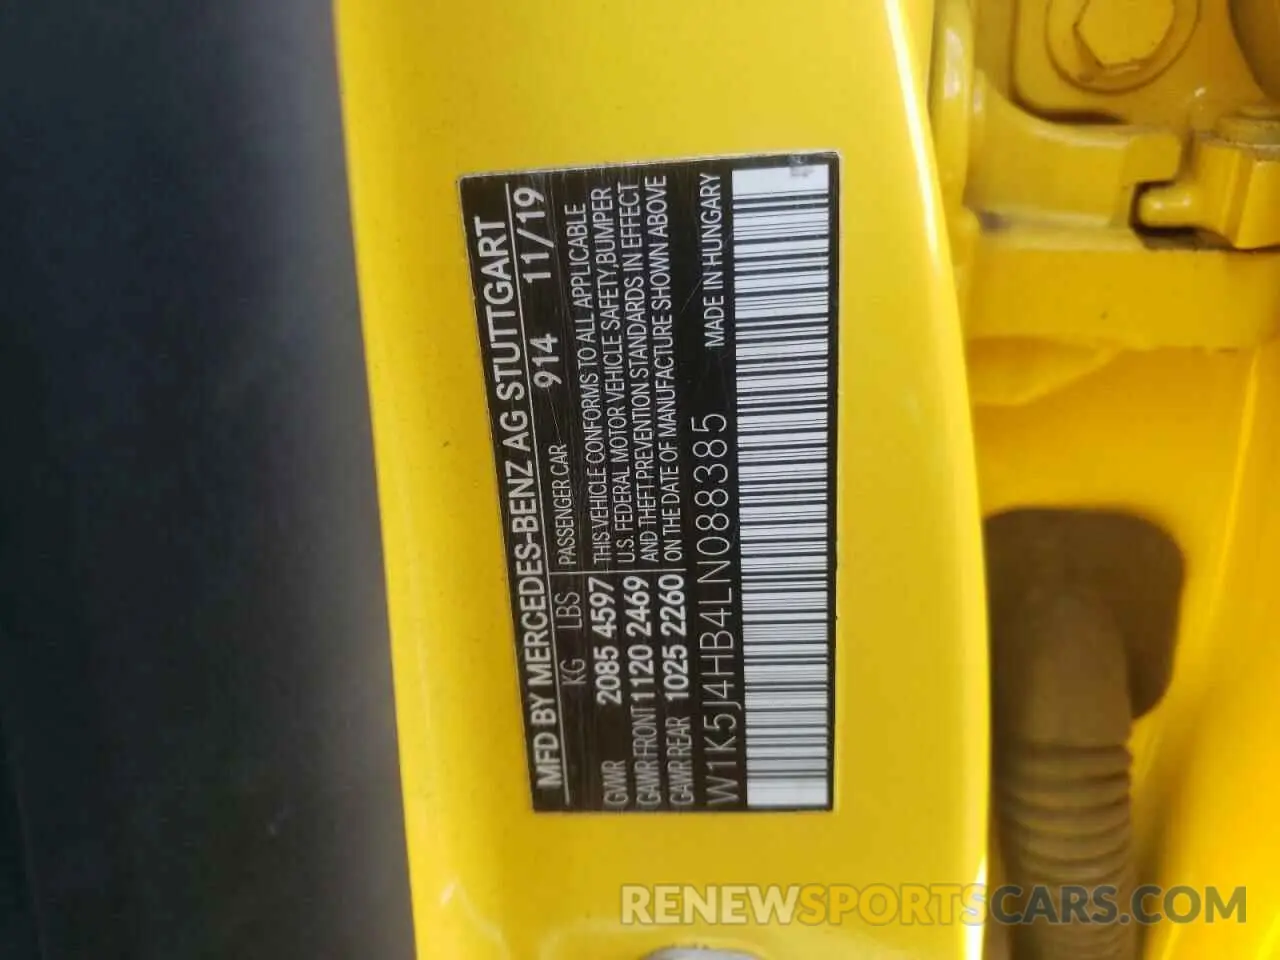 MFD BY MERCEDES-BENZ AG STUTTGART
KG LBS PASSENGER CAR 914 11/19
GVWR 2085 4597 THIS VEHICLE CONFORMS TO ALL APPLICABLE
GAWR FRONT 1120 2469 U.S. FEDERAL MOTOR VEHICLE SAFETY,BUMPER
GAWR REAR 1025 2260 AND THEFT PREVENTION STANDARDS IN EFFECT
ON THE DATE OF MANUFACTURE SHOWN ABOVE
W1K5J4HB4LN088385 MADE IN HUNGARY
RENEWSPORTSCARS.COM